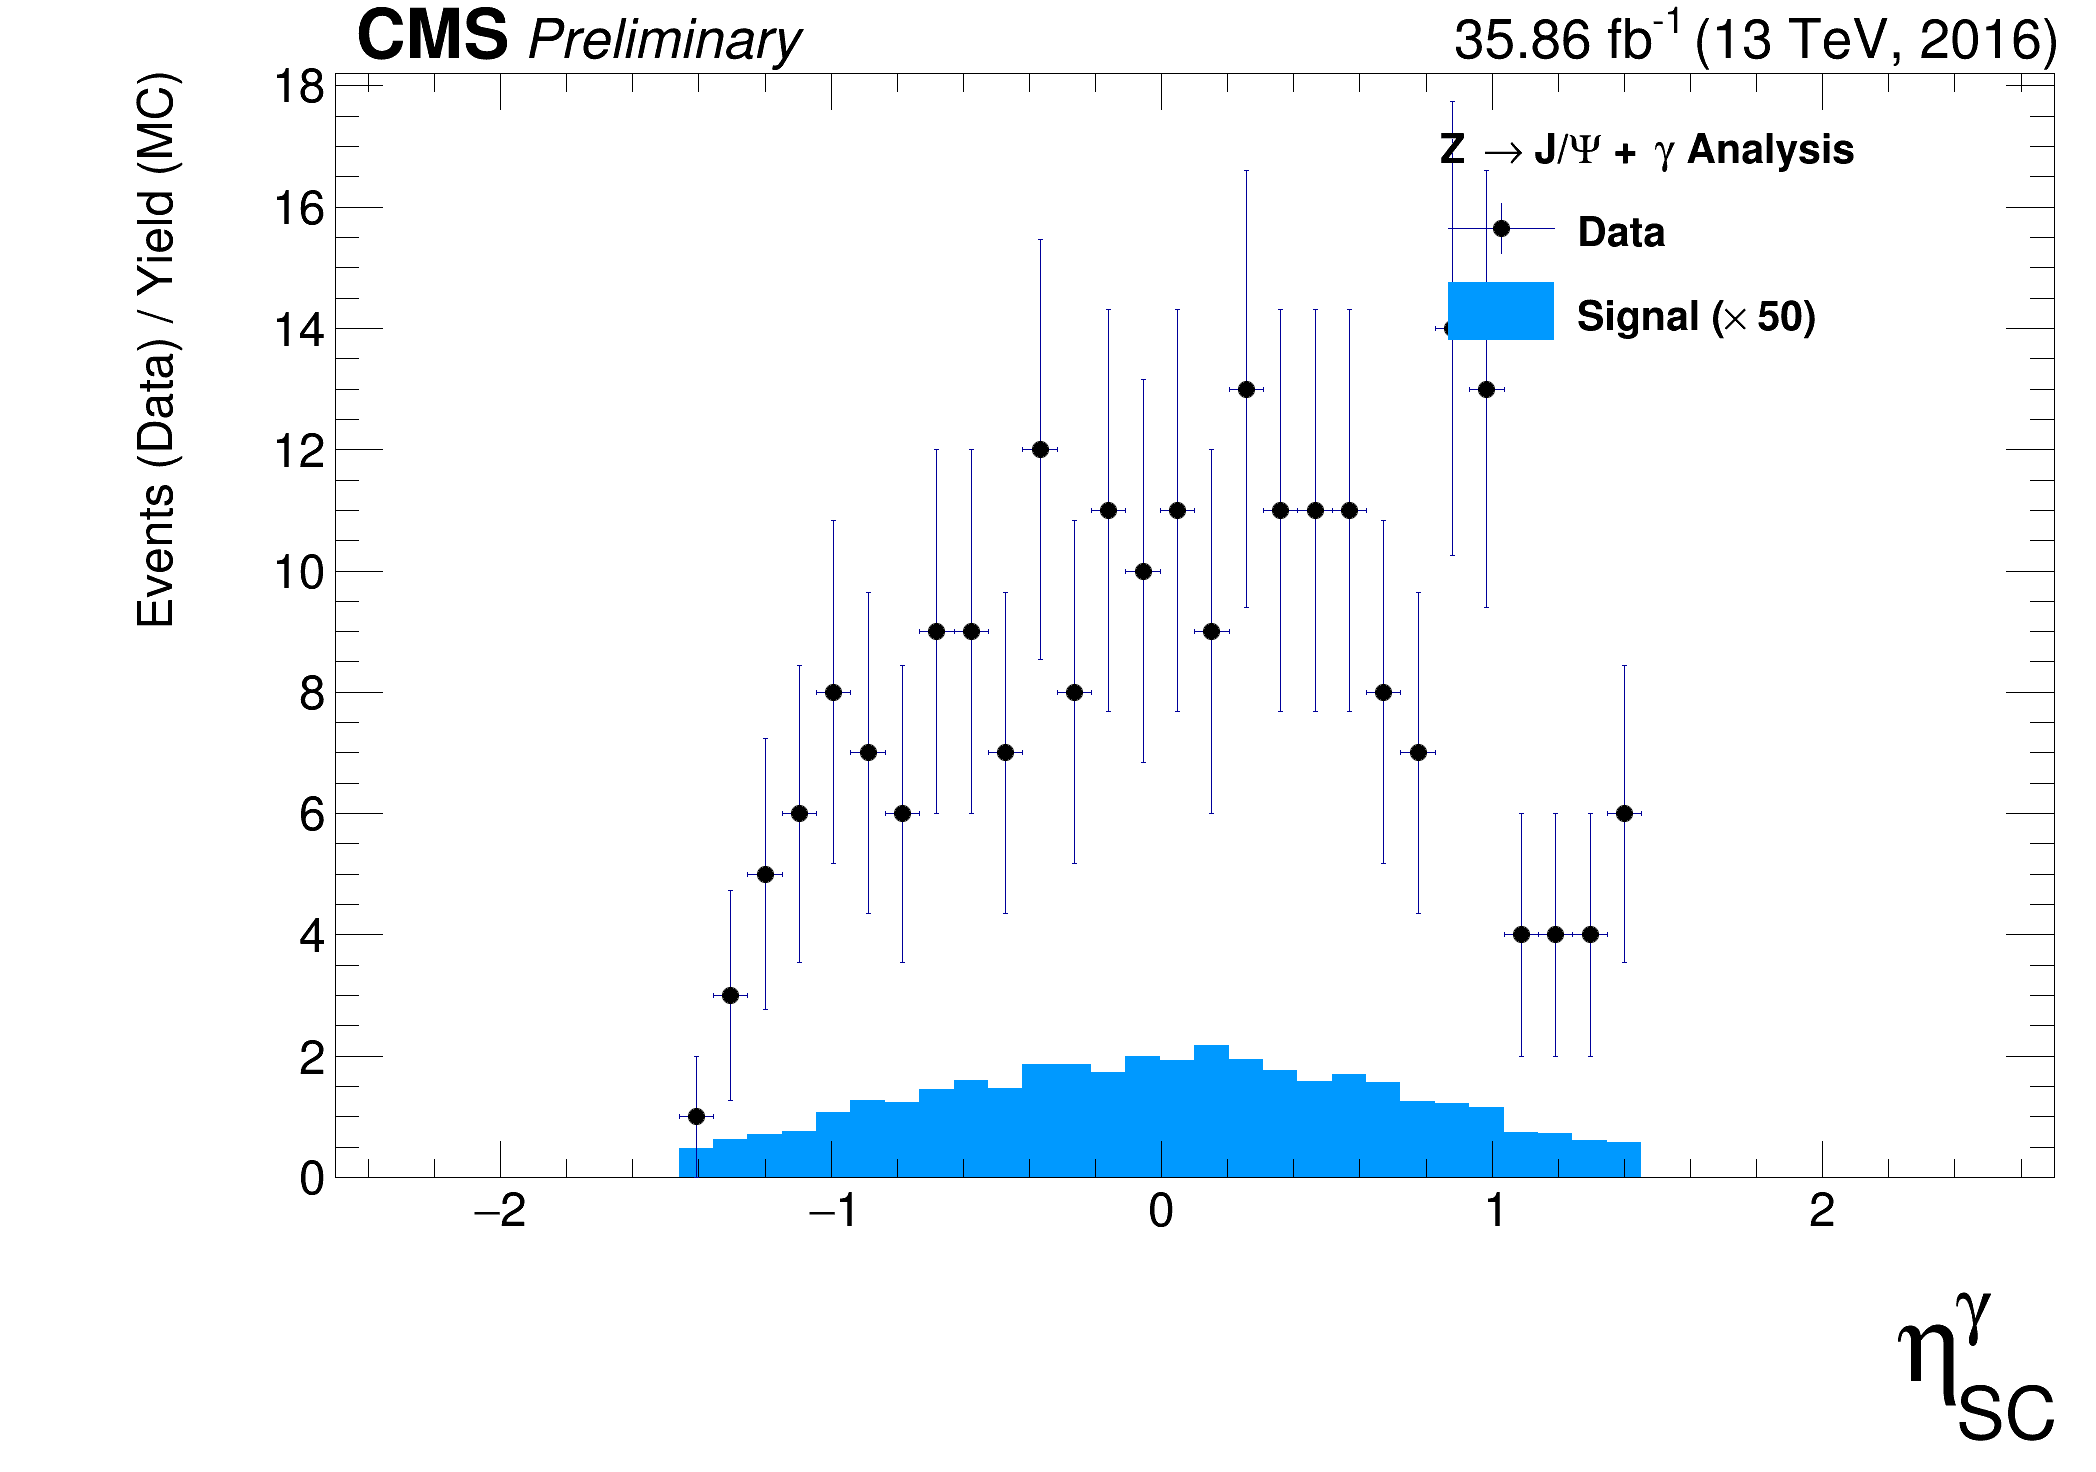 CMS Preliminary 35.86 fb⁻¹ (13 TeV, 2016)
Events (Data) / Yield (MC)
Z → J/Ψ + γ Analysis
Data
Signal (× 50)
18
16
14
12
10
8
6
4
2
0
−2 −1 0 1 2
η^γ_SC